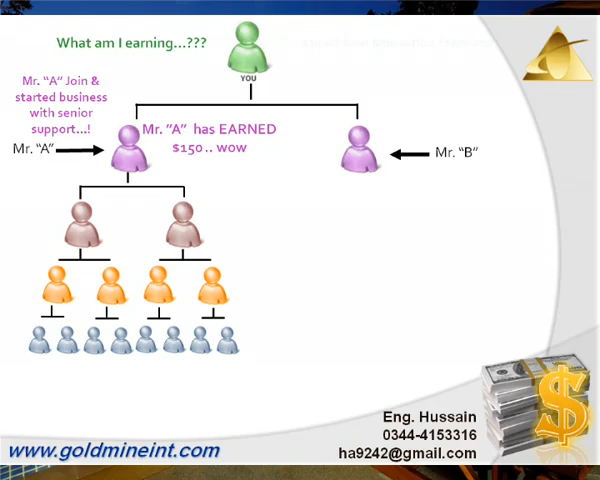 What am I earning...???
YOU
Mr. "A" Join &
started business
with senior
support...!
Mr. "A" has EARNED
$150 .. wow
Mr. "A"
Mr. "B"
Eng. Hussain
0344-4153316
ha9242@gmail.com
www.goldmineint.com